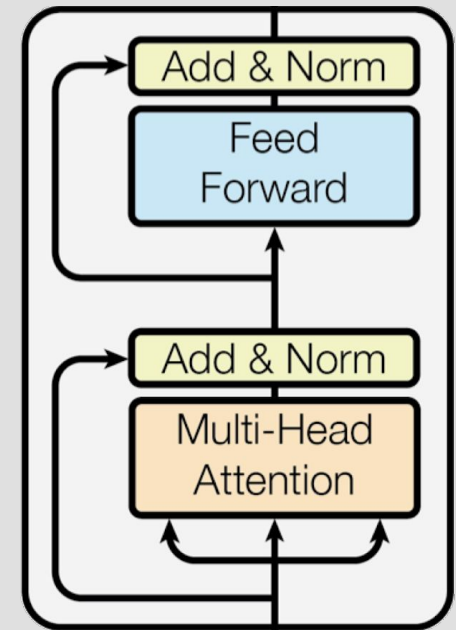 Add & Norm
Feed
Forward
Add & Norm
Multi-Head
Attention